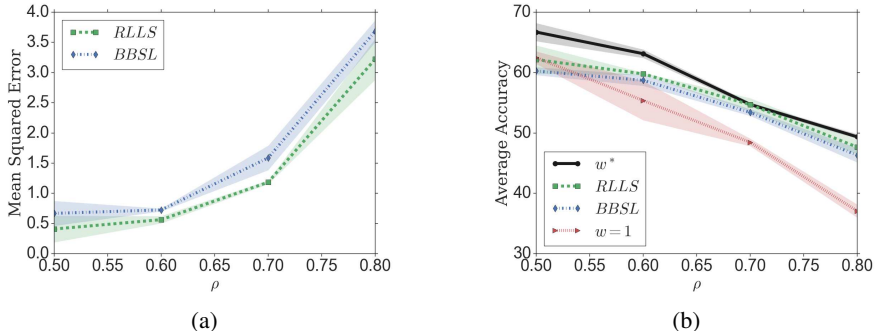 4.0
3.5
3.0
2.5
2.0
1.5
1.0
0.5
0.0
Mean Squared Error
RLLS
BBSL
0.50 0.55 0.60 0.65 0.70 0.75 0.80
ρ
(a)
70
60
50
40
30
Average Accuracy
w*
RLLS
BBSL
w = 1
0.50 0.55 0.60 0.65 0.70 0.75 0.80
ρ
(b)